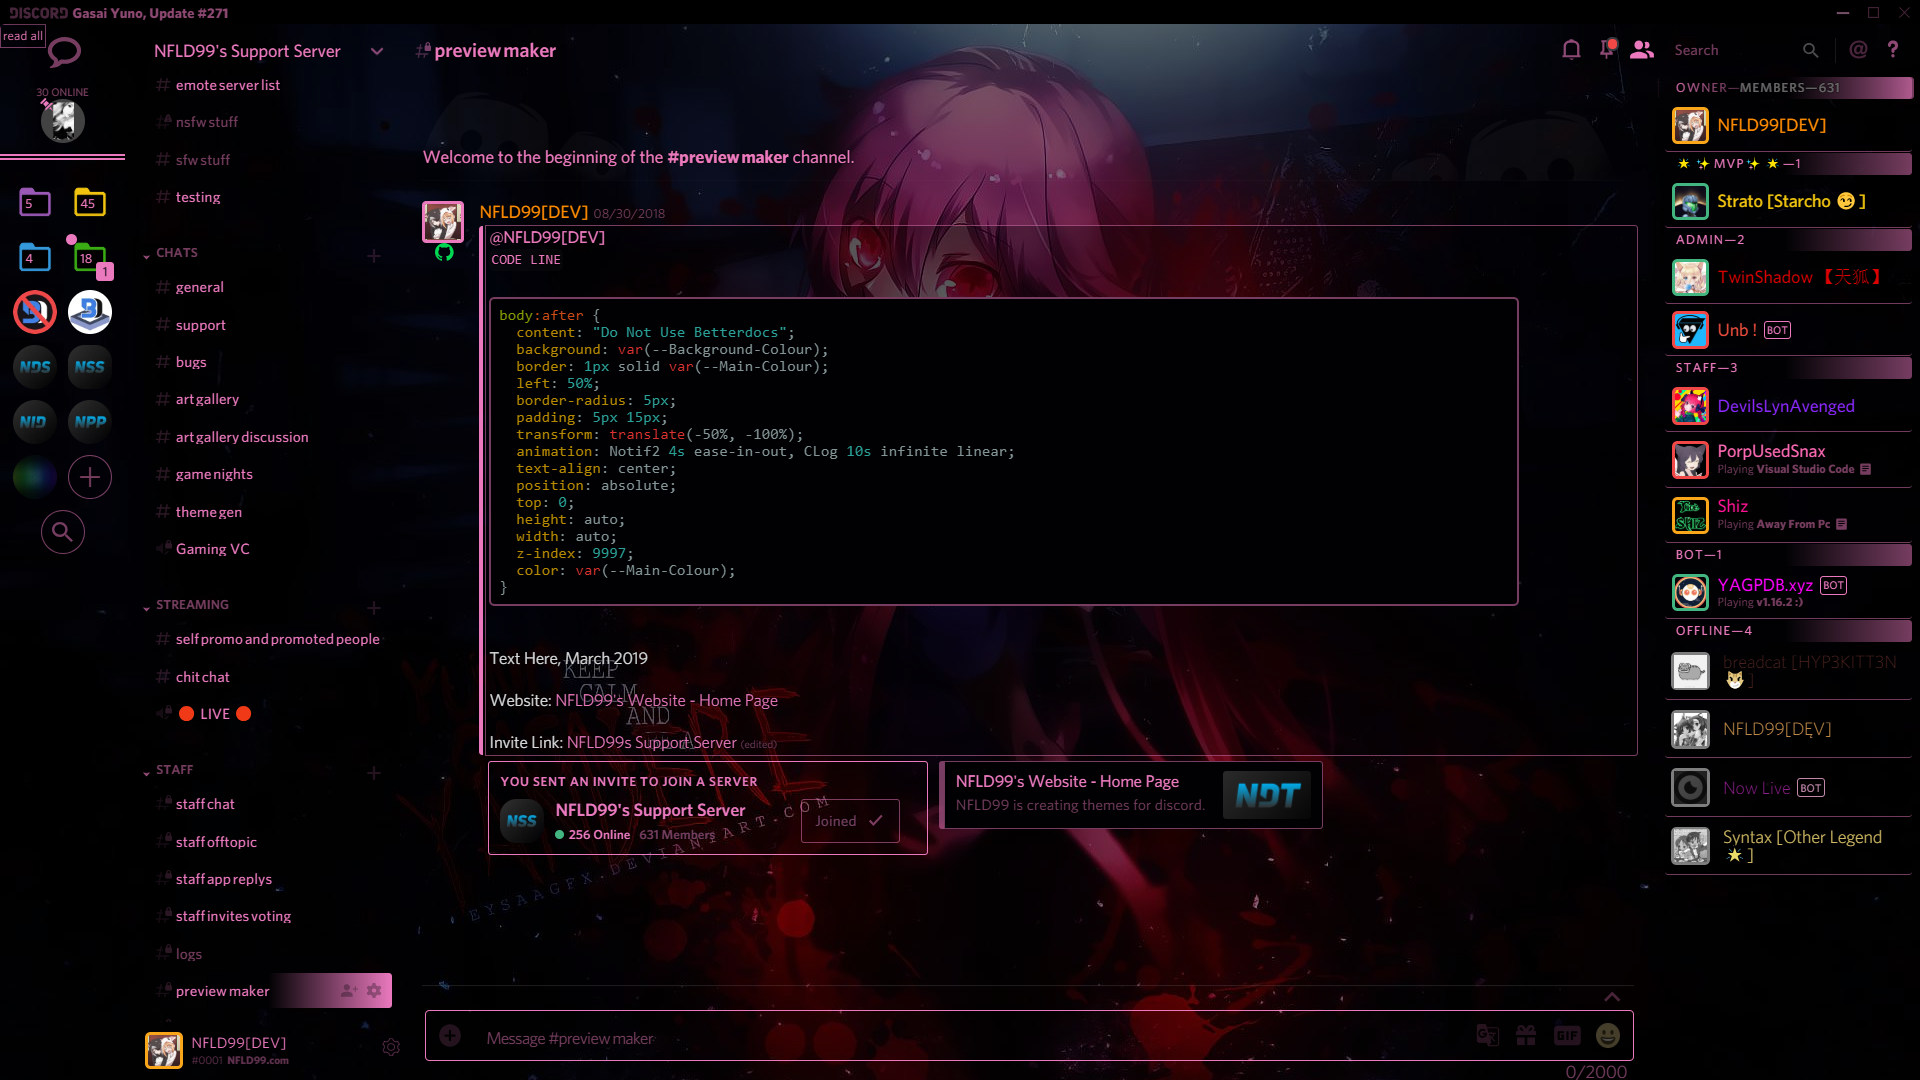 DISCORD Gasai Yuno, Update #271
read all
30 ONLINE
5
45
4
18
1
NDS
NSS
NID
NPP
NFLD99's Support Server
emote server list
nsfw stuff
sfw stuff
testing
CHATS
general
support
bugs
art gallery
art gallery discussion
game nights
theme gen
Gaming VC
STREAMING
self promo and promoted people
chit chat
LIVE
STAFF
staff chat
staff offtopic
staff app replys
staff invites voting
logs
preview maker
NFLD99[DEV]
#0001 NFLD99.com
preview maker
Search
Welcome to the beginning of the #preview maker channel.
NFLD99[DEV] 08/30/2018
@NFLD99[DEV]
CODE LINE
body:after {
content: "Do Not Use Betterdocs";
background: var(--Background-Colour);
border: 1px solid var(--Main-Colour);
left: 50%;
border-radius: 5px;
padding: 5px 15px;
transform: translate(-50%, -100%);
animation: Notif2 4s ease-in-out, CLog 10s infinite linear;
text-align: center;
position: absolute;
top: 0;
height: auto;
width: auto;
z-index: 9997;
color: var(--Main-Colour);
}
Text Here, March 2019
KEEP
CALM
AND
Website: NFLD99's Website - Home Page
Invite Link: NFLD99s Support Server (edited)
YOU SENT AN INVITE TO JOIN A SERVER
NSS
NFLD99's Support Server
256 Online 631 Members
Joined
NFLD99's Website - Home Page
NFLD99 is creating themes for discord.
NDT
EYSAAGFX.DEVIANTART.COM
Message #preview maker
GIF
0/2000
OWNER—MEMBERS—631
NFLD99[DEV]
🌟 ✨ MVP ✨ 🌟 —1
Strato [Starcho 😏 ]
ADMIN—2
TwinShadow 【天狐】
Unb ! BOT
STAFF—3
DevilsLynAvenged
PorpUsedSnax
Playing Visual Studio Code
Shiz
Playing Away From Pc
The SHIZ
BOT—1
YAGPDB.xyz BOT
Playing v1.16.2 :)
OFFLINE—4
breadcat [HYP3KITT3N
🐱 ]
NFLD99[DẸV]
Now Live BOT
Syntax [Other Legend
🌟 ]